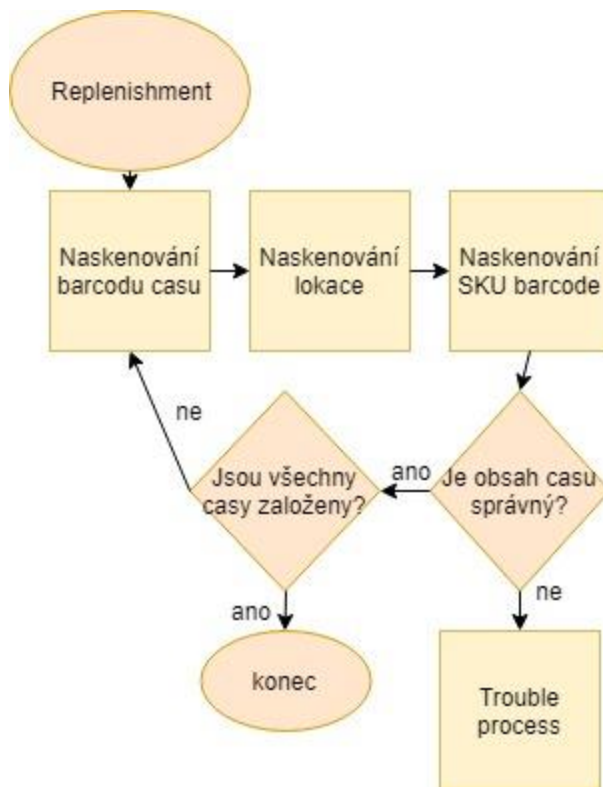 Replenishment
Naskenování
barcodu casu
Naskenování
lokace
Naskenování
SKU barcode
ne
Jsou všechny
casy založeny?
ano
Je obsah casu
správný?
ano
ne
konec
Trouble
process